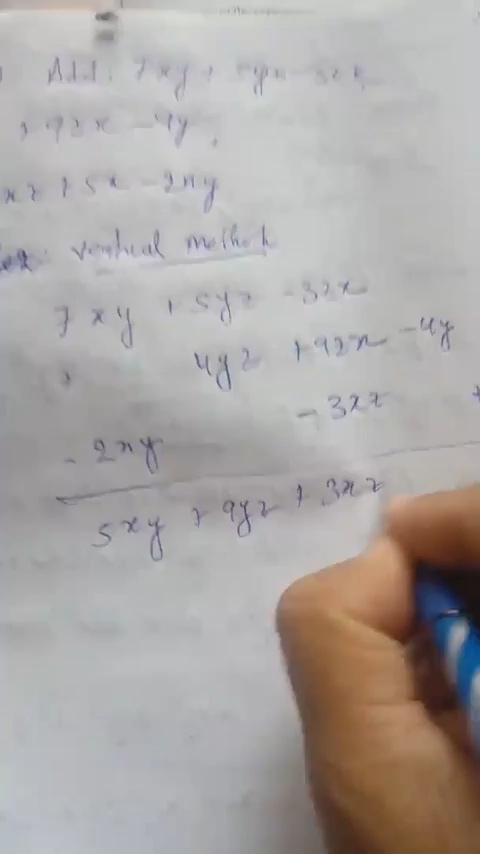 Add. 7xy + 5yz - 3zx,
+ 9zx - 4y,
xz + 5x - 2xy
vertical method
7xy + 5yz - 3zx
+ 4yz + 9zx - 4y
- 3xz +
- 2xy
5xy + 9yz + 3xz